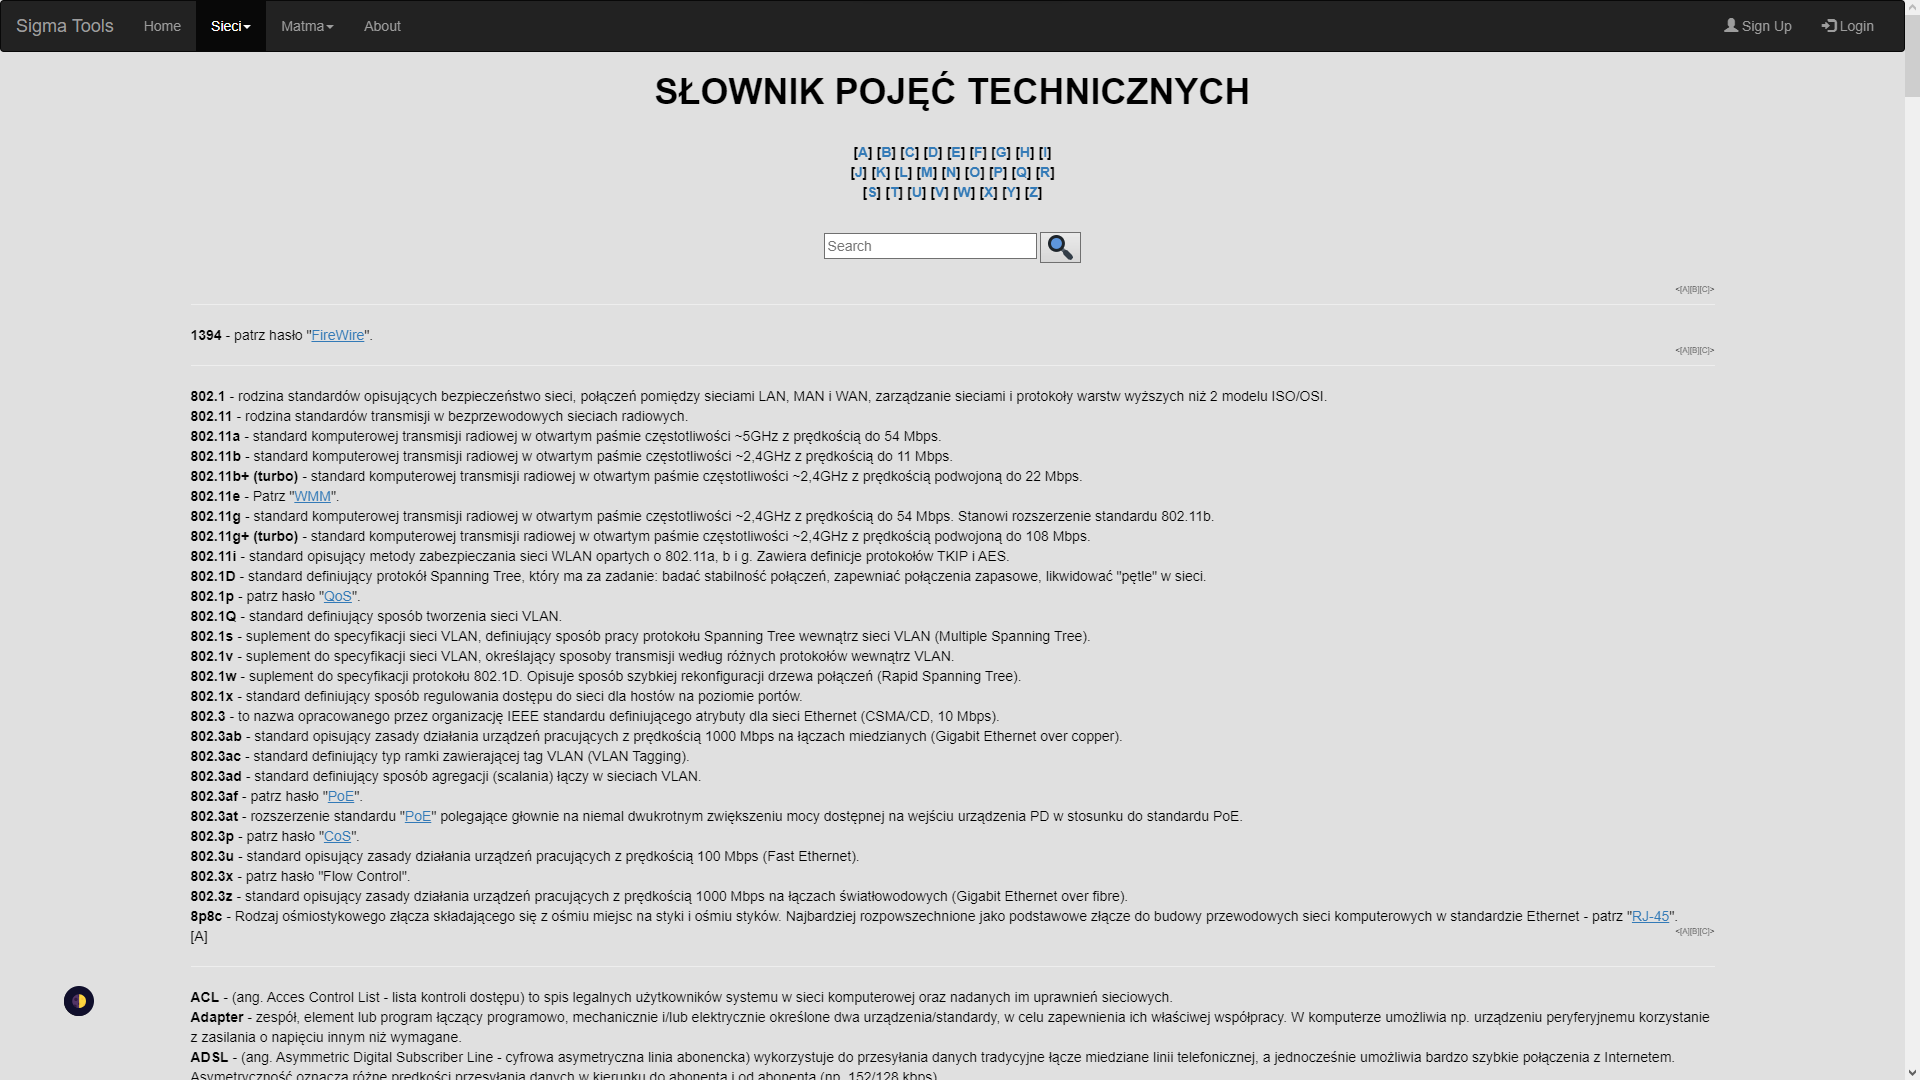 Sigma Tools Home Sieci Matma About Sign Up Login
SŁOWNIK POJĘĆ TECHNICZNYCH
[A] [B] [C] [D] [E] [F] [G] [H] [I]
[J] [K] [L] [M] [N] [O] [P] [Q] [R]
[S] [T] [U] [V] [W] [X] [Y] [Z]
Search
<[A][B][C]>
1394 - patrz hasło "FireWire".
<[A][B][C]>
802.1 - rodzina standardów opisujących bezpieczeństwo sieci, połączeń pomiędzy sieciami LAN, MAN i WAN, zarządzanie sieciami i protokoły warstw wyższych niż 2 modelu ISO/OSI.
802.11 - rodzina standardów transmisji w bezprzewodowych sieciach radiowych.
802.11a - standard komputerowej transmisji radiowej w otwartym paśmie częstotliwości ~5GHz z prędkością do 54 Mbps.
802.11b - standard komputerowej transmisji radiowej w otwartym paśmie częstotliwości ~2,4GHz z prędkością do 11 Mbps.
802.11b+ (turbo) - standard komputerowej transmisji radiowej w otwartym paśmie częstotliwości ~2,4GHz z prędkością podwojoną do 22 Mbps.
802.11e - Patrz "WMM".
802.11g - standard komputerowej transmisji radiowej w otwartym paśmie częstotliwości ~2,4GHz z prędkością do 54 Mbps. Stanowi rozszerzenie standardu 802.11b.
802.11g+ (turbo) - standard komputerowej transmisji radiowej w otwartym paśmie częstotliwości ~2,4GHz z prędkością podwojoną do 108 Mbps.
802.11i - standard opisujący metody zabezpieczania sieci WLAN opartych o 802.11a, b i g. Zawiera definicje protokołów TKIP i AES.
802.1D - standard definiujący protokół Spanning Tree, który ma za zadanie: badać stabilność połączeń, zapewniać połączenia zapasowe, likwidować "pętle" w sieci.
802.1p - patrz hasło "QoS".
802.1Q - standard definiujący sposób tworzenia sieci VLAN.
802.1s - suplement do specyfikacji sieci VLAN, definiujący sposób pracy protokołu Spanning Tree wewnątrz sieci VLAN (Multiple Spanning Tree).
802.1v - suplement do specyfikacji sieci VLAN, określający sposoby transmisji według różnych protokołów wewnątrz VLAN.
802.1w - suplement do specyfikacji protokołu 802.1D. Opisuje sposób szybkiej rekonfiguracji drzewa połączeń (Rapid Spanning Tree).
802.1x - standard definiujący sposób regulowania dostępu do sieci dla hostów na poziomie portów.
802.3 - to nazwa opracowanego przez organizację IEEE standardu definiującego atrybuty dla sieci Ethernet (CSMA/CD, 10 Mbps).
802.3ab - standard opisujący zasady działania urządzeń pracujących z prędkością 1000 Mbps na łączach miedzianych (Gigabit Ethernet over copper).
802.3ac - standard definiujący typ ramki zawierającej tag VLAN (VLAN Tagging).
802.3ad - standard definiujący sposób agregacji (scalania) łączy w sieciach VLAN.
802.3af - patrz hasło "PoE".
802.3at - rozszerzenie standardu "PoE" polegające głownie na niemal dwukrotnym zwiększeniu mocy dostępnej na wejściu urządzenia PD w stosunku do standardu PoE.
802.3p - patrz hasło "CoS".
802.3u - standard opisujący zasady działania urządzeń pracujących z prędkością 100 Mbps (Fast Ethernet).
802.3x - patrz hasło "Flow Control".
802.3z - standard opisujący zasady działania urządzeń pracujących z prędkością 1000 Mbps na łączach światłowodowych (Gigabit Ethernet over fibre).
8p8c - Rodzaj ośmiostykowego złącza składającego się z ośmiu miejsc na styki i ośmiu styków. Najbardziej rozpowszechnione jako podstawowe złącze do budowy przewodowych sieci komputerowych w standardzie Ethernet - patrz "RJ-45".
[A] <[A][B][C]>
ACL - (ang. Acces Control List - lista kontroli dostępu) to spis legalnych użytkowników systemu w sieci komputerowej oraz nadanych im uprawnień sieciowych.
Adapter - zespół, element lub program łączący programowo, mechanicznie i/lub elektrycznie określone dwa urządzenia/standardy, w celu zapewnienia ich właściwej współpracy. W komputerze umożliwia np. urządzeniu peryferyjnemu korzystanie
z zasilania o napięciu innym niż wymagane.
ADSL - (ang. Asymmetric Digital Subscriber Line - cyfrowa asymetryczna linia abonencka) wykorzystuje do przesyłania danych tradycyjne łącze miedziane linii telefonicznej, a jednocześnie umożliwia bardzo szybkie połączenia z Internetem.
Asymetryczność oznacza różne prędkości przesyłania danych w kierunku do abonenta i od abonenta (np. 152/128 kbps)